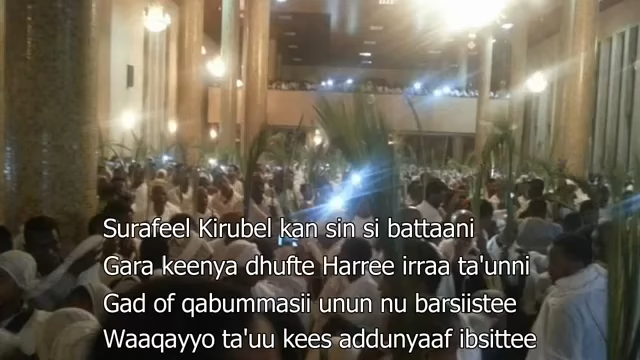 Surafeel Kirubel kan sin si battaani
Gara keenya dhufte Harree irraa ta'unni
Gad of qabummasii unun nu barsiistee
Waaqayyo ta'uu kees addunyaaf ibsittee